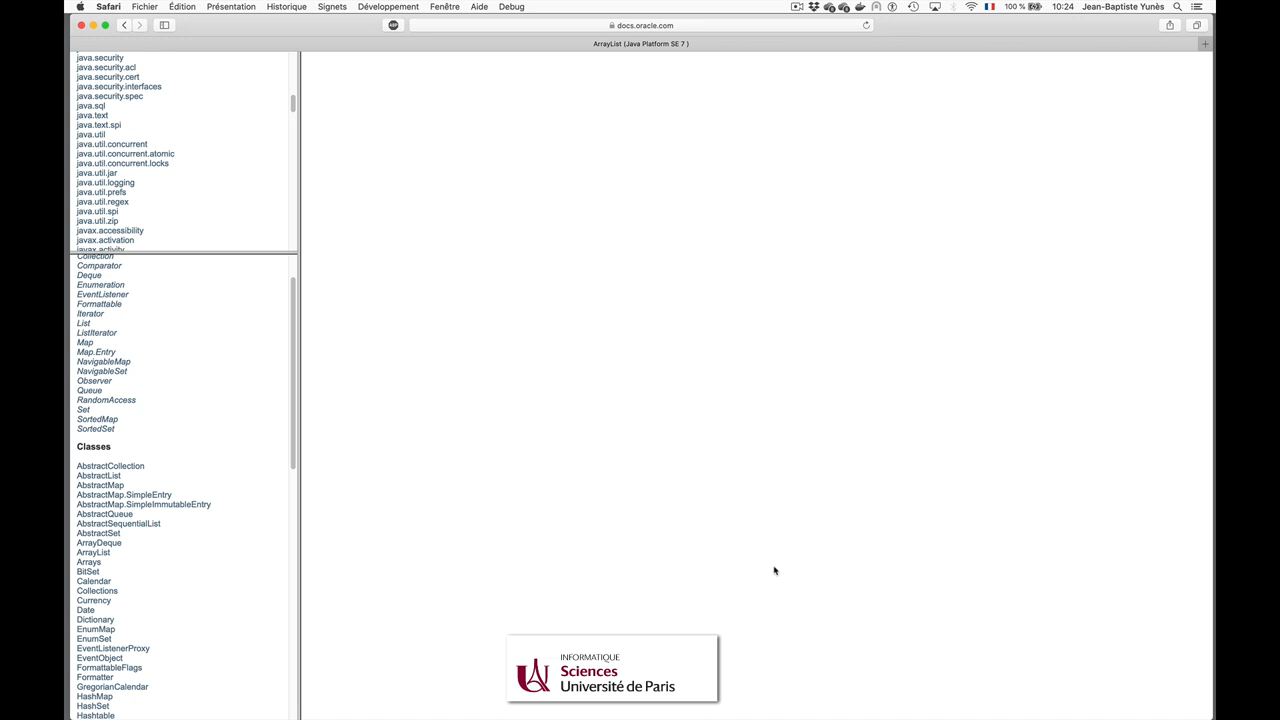 Safari Fichier Édition Présentation Historique Signets Développement Fenêtre Aide Debug 100 % 10:24 Jean-Baptiste Yunès
docs.oracle.com
ArrayList (Java Platform SE 7 )
java.security
java.security.acl
java.security.cert
java.security.interfaces
java.security.spec
java.sql
java.text
java.text.spi
java.util
java.util.concurrent
java.util.concurrent.atomic
java.util.concurrent.locks
java.util.jar
java.util.logging
java.util.prefs
java.util.regex
java.util.spi
java.util.zip
javax.accessibility
javax.activation
javax.activity
Collection
Comparator
Deque
Enumeration
EventListener
Formattable
Iterator
List
ListIterator
Map
Map.Entry
NavigableMap
NavigableSet
Observer
Queue
RandomAccess
Set
SortedMap
SortedSet
Classes
AbstractCollection
AbstractList
AbstractMap
AbstractMap.SimpleEntry
AbstractMap.SimpleImmutableEntry
AbstractQueue
AbstractSequentialList
AbstractSet
ArrayDeque
ArrayList
Arrays
BitSet
Calendar
Collections
Currency
Date
Dictionary
EnumMap
EnumSet
EventListenerProxy
EventObject
FormattableFlags
Formatter
GregorianCalendar
HashMap
HashSet
Hashtable
INFORMATIQUE
Sciences
Université de Paris